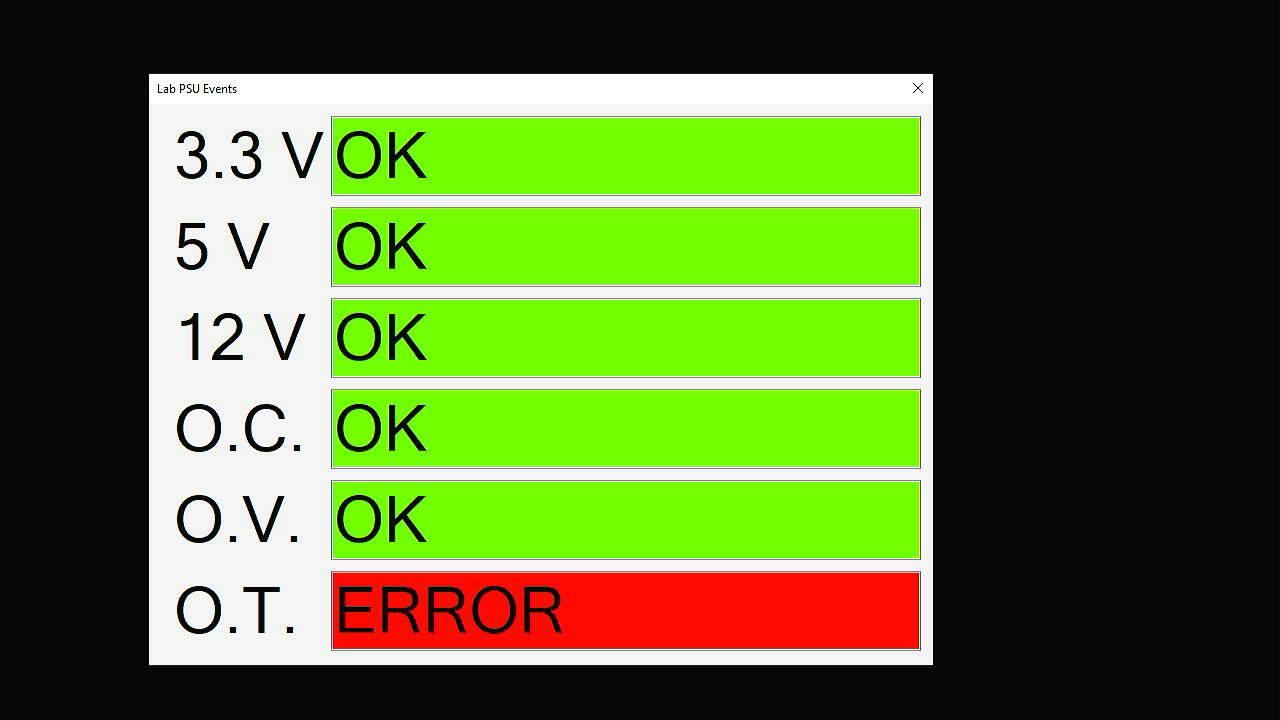 Lab PSU Events
3.3 V OK
5 V OK
12 V OK
O.C. OK
O.V. OK
O.T. ERROR